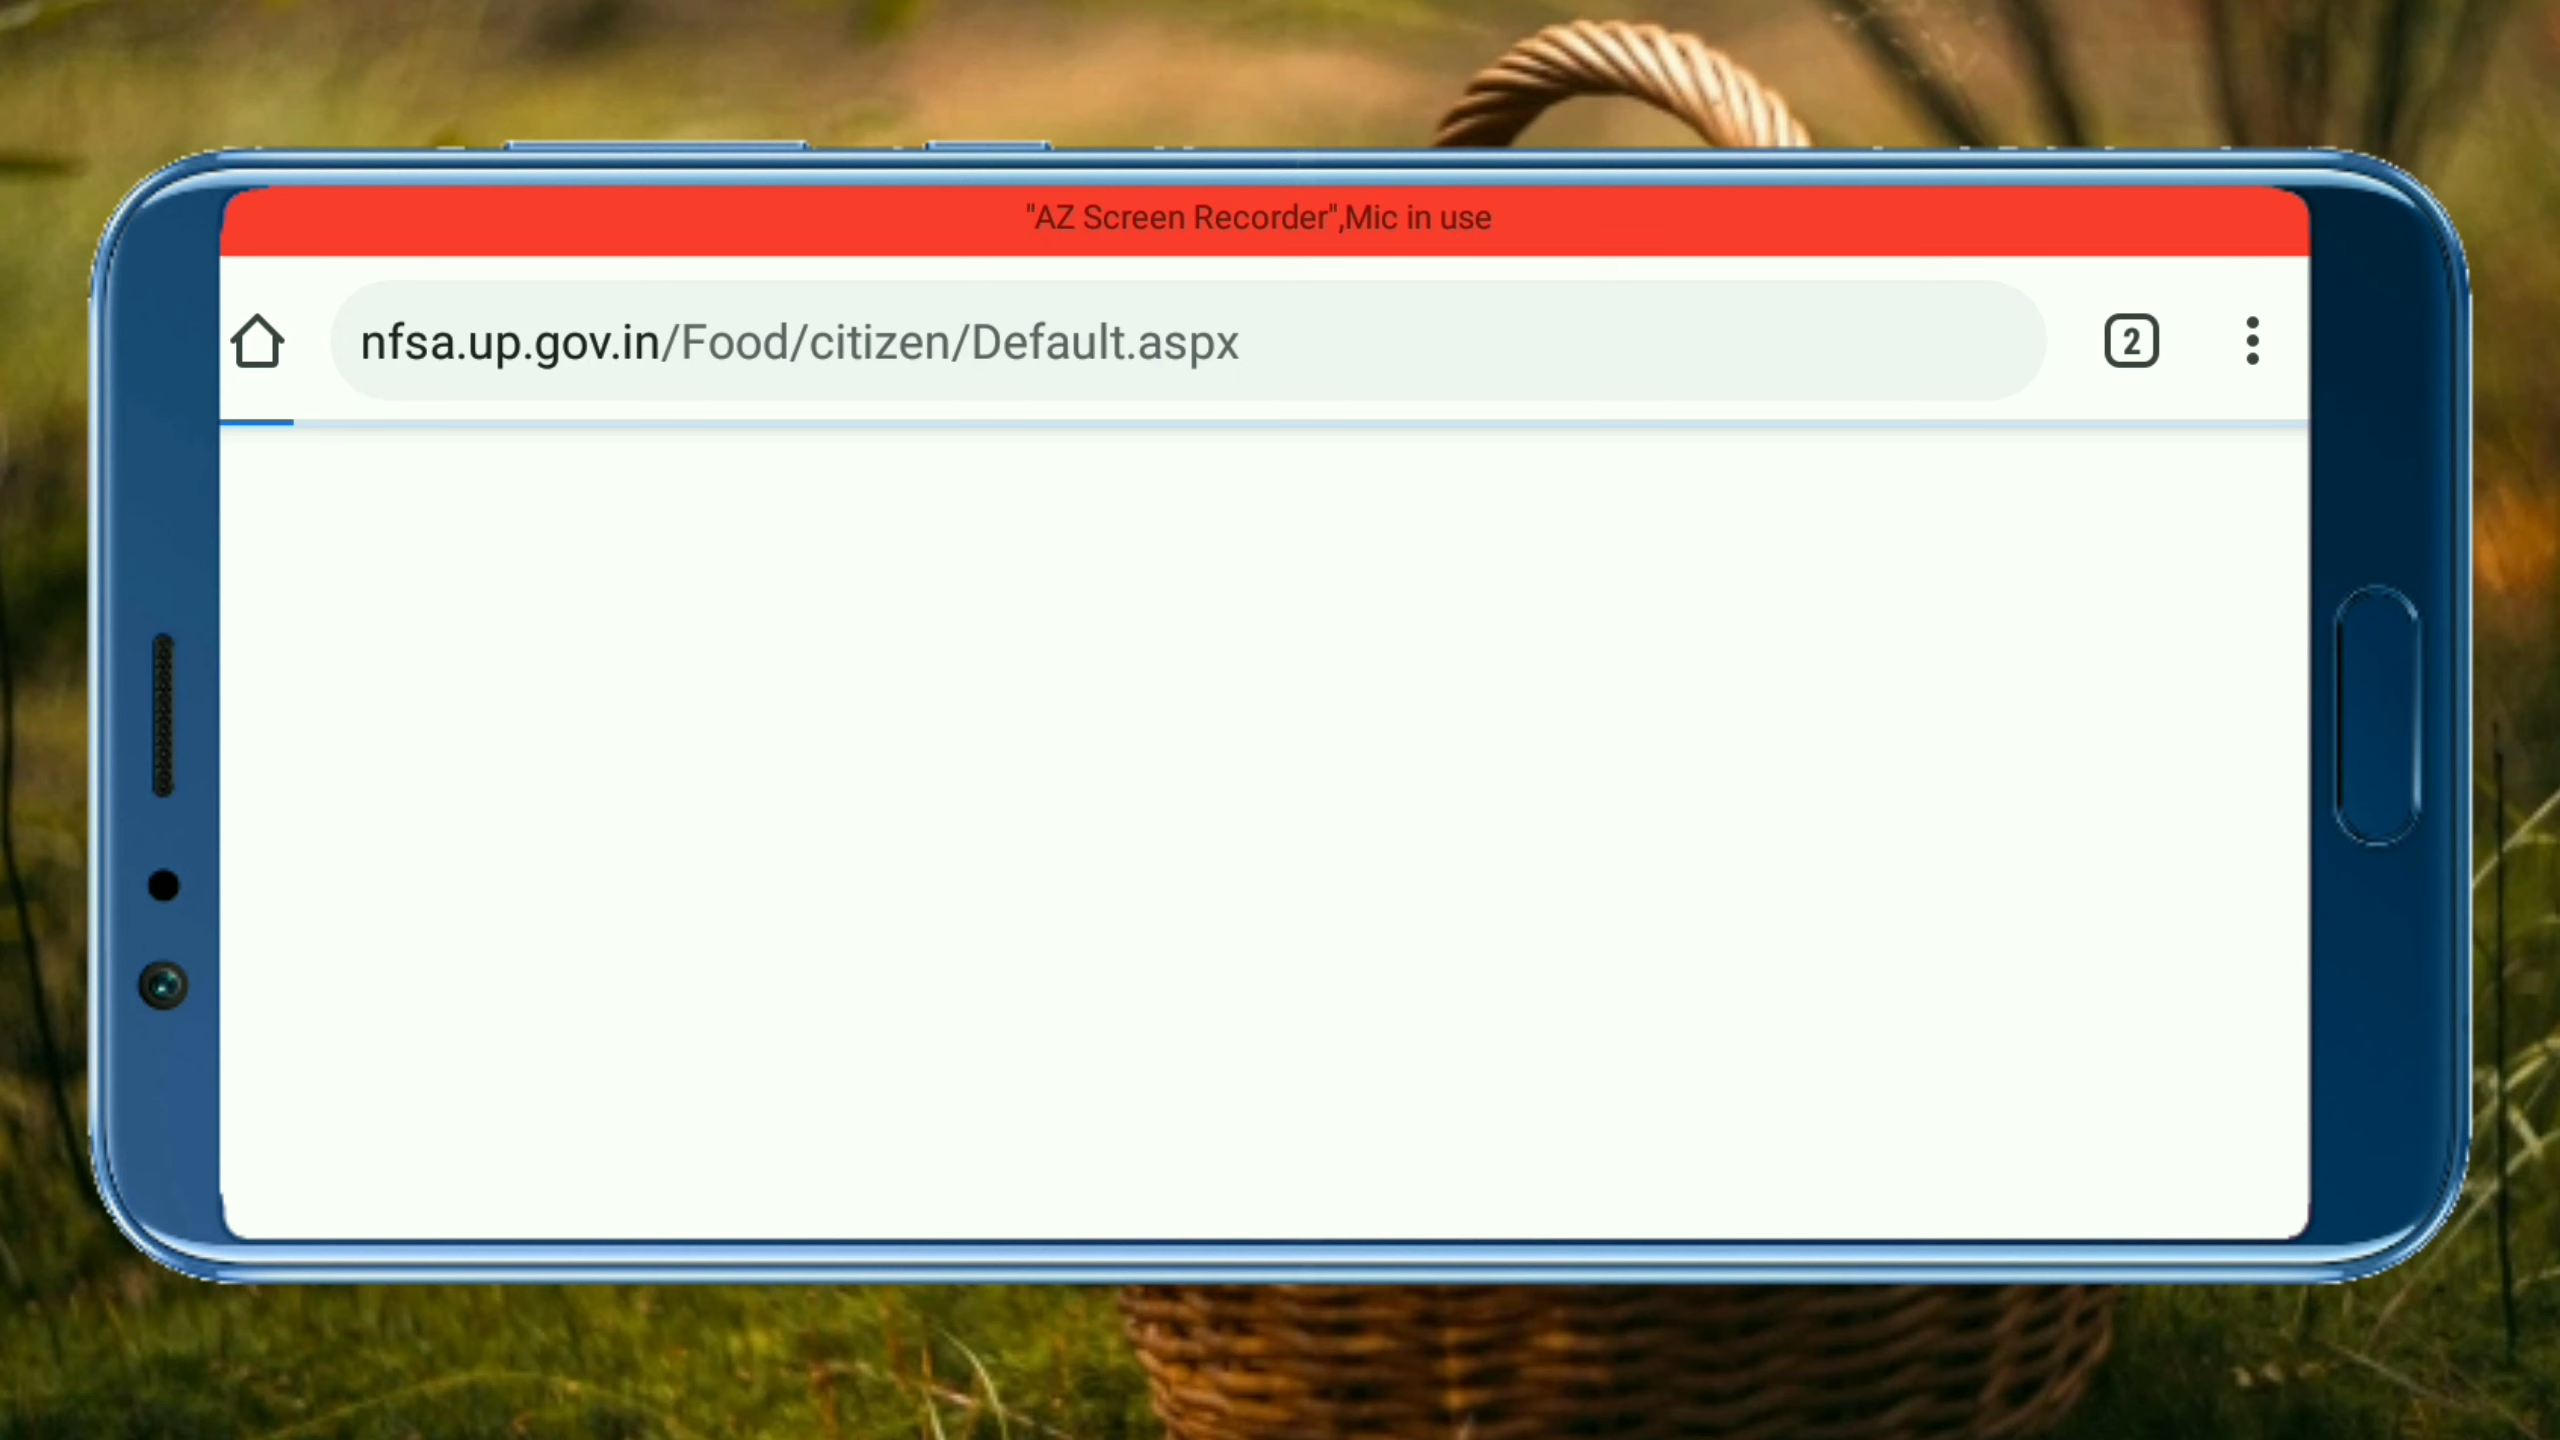 "AZ Screen Recorder",Mic in use
nfsa.up.gov.in/Food/citizen/Default.aspx
2